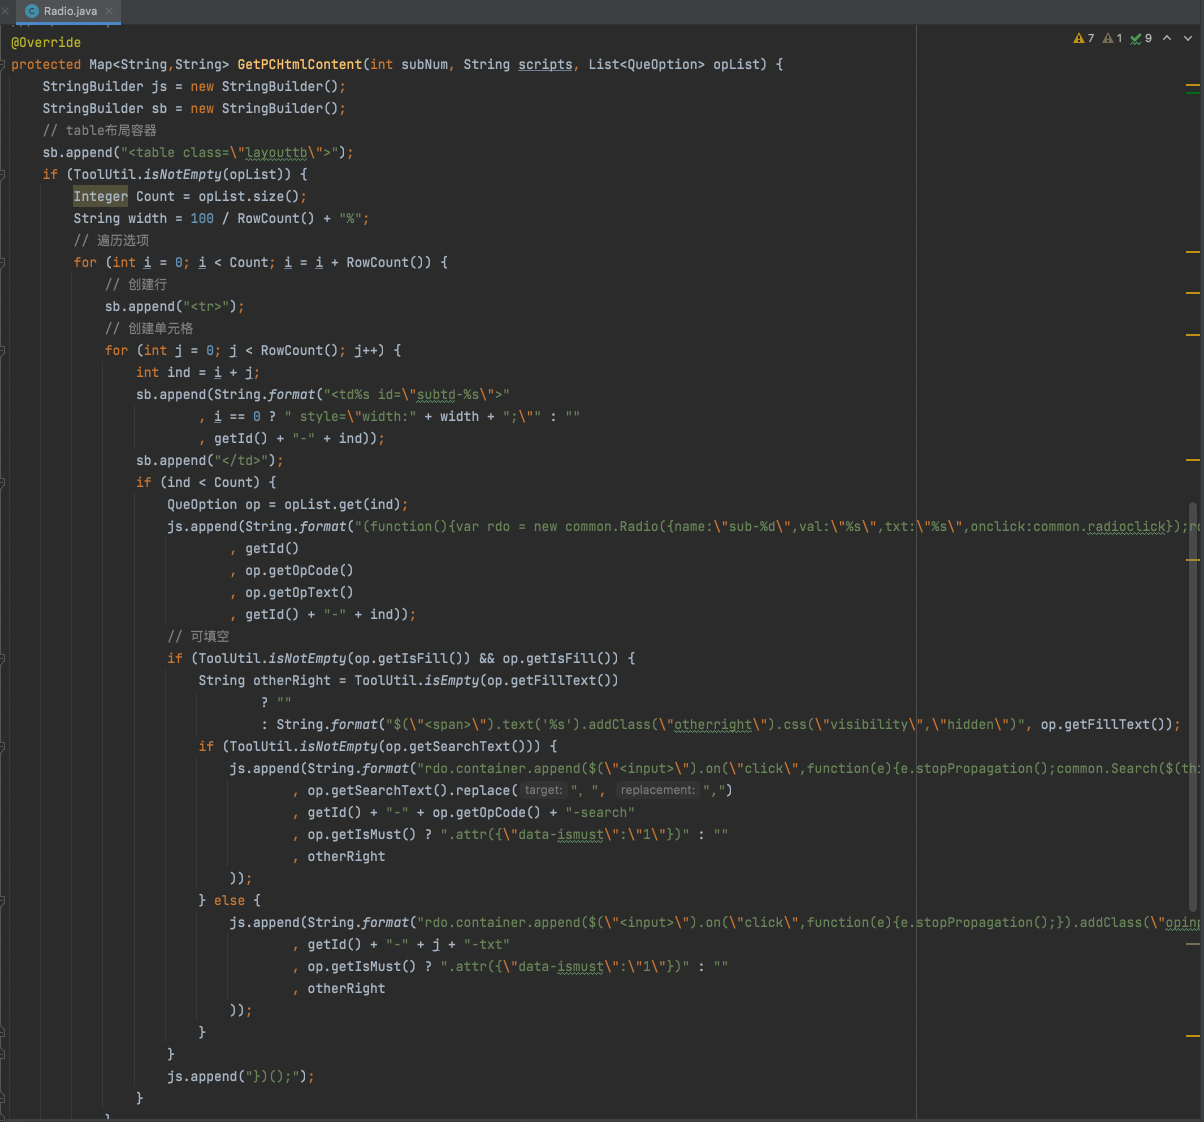 Radio.java
@Override
7 1 9
protected Map<String,String> GetPCHtmlContent(int subNum, String scripts, List<QueOption> opList) {
StringBuilder js = new StringBuilder();
StringBuilder sb = new StringBuilder();
// table布局容器
sb.append("<table class=\"layouttb\">");
if (ToolUtil.isNotEmpty(opList)) {
Integer Count = opList.size();
String width = 100 / RowCount() + "%";
// 遍历选项
for (int i = 0; i < Count; i = i + RowCount()) {
// 创建行
sb.append("<tr>");
// 创建单元格
for (int j = 0; j < RowCount(); j++) {
int ind = i + j;
sb.append(String.format("<td%s id=\"subtd-%s\">"
, i == 0 ? " style=\"width:" + width + ";\"" : ""
, getId() + "-" + ind));
sb.append("</td>");
if (ind < Count) {
QueOption op = opList.get(ind);
js.append(String.format("(function(){var rdo = new common.Radio({name:\"sub-%d\",val:\"%s\",txt:\"%s\",onclick:common.radioclick});
, getId()
, op.getOpCode()
, op.getOpText()
, getId() + "-" + ind));
// 可填空
if (ToolUtil.isNotEmpty(op.getIsFill()) && op.getIsFill()) {
String otherRight = ToolUtil.isEmpty(op.getFillText())
? ""
: String.format("$(\"<span>\").text('%s').addClass(\"otherright\").css(\"visibility\",\"hidden\")", op.getFillText());
if (ToolUtil.isNotEmpty(op.getSearchText())) {
js.append(String.format("rdo.container.append($(\"<input>\").on(\"click\",function(e){e.stopPropagation();common.Search($(thi
, op.getSearchText().replace( target: "，", replacement: ",")
, getId() + "-" + op.getOpCode() + "-search"
, op.getIsMust() ? ".attr({\"data-ismust\":\"1\"})" : ""
, otherRight
));
} else {
js.append(String.format("rdo.container.append($(\"<input>\").on(\"click\",function(e){e.stopPropagation();}).addClass(\"opinp
, getId() + "-" + j + "-txt"
, op.getIsMust() ? ".attr({\"data-ismust\":\"1\"})" : ""
, otherRight
));
}
}
js.append("})();");
}